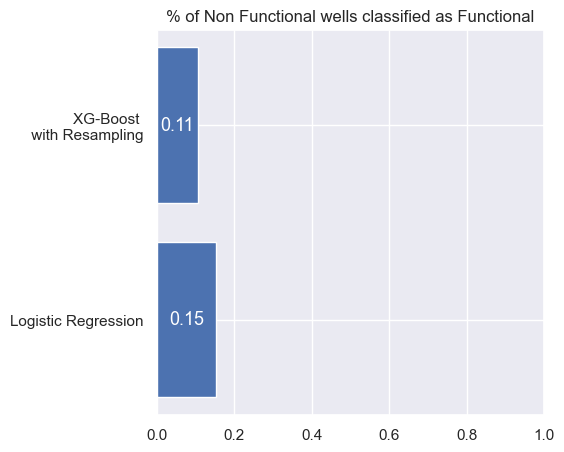 % of Non Functional wells classified as Functional
XG-Boost
with Resampling
0.11
Logistic Regression
0.15
0.0 0.2 0.4 0.6 0.8 1.0